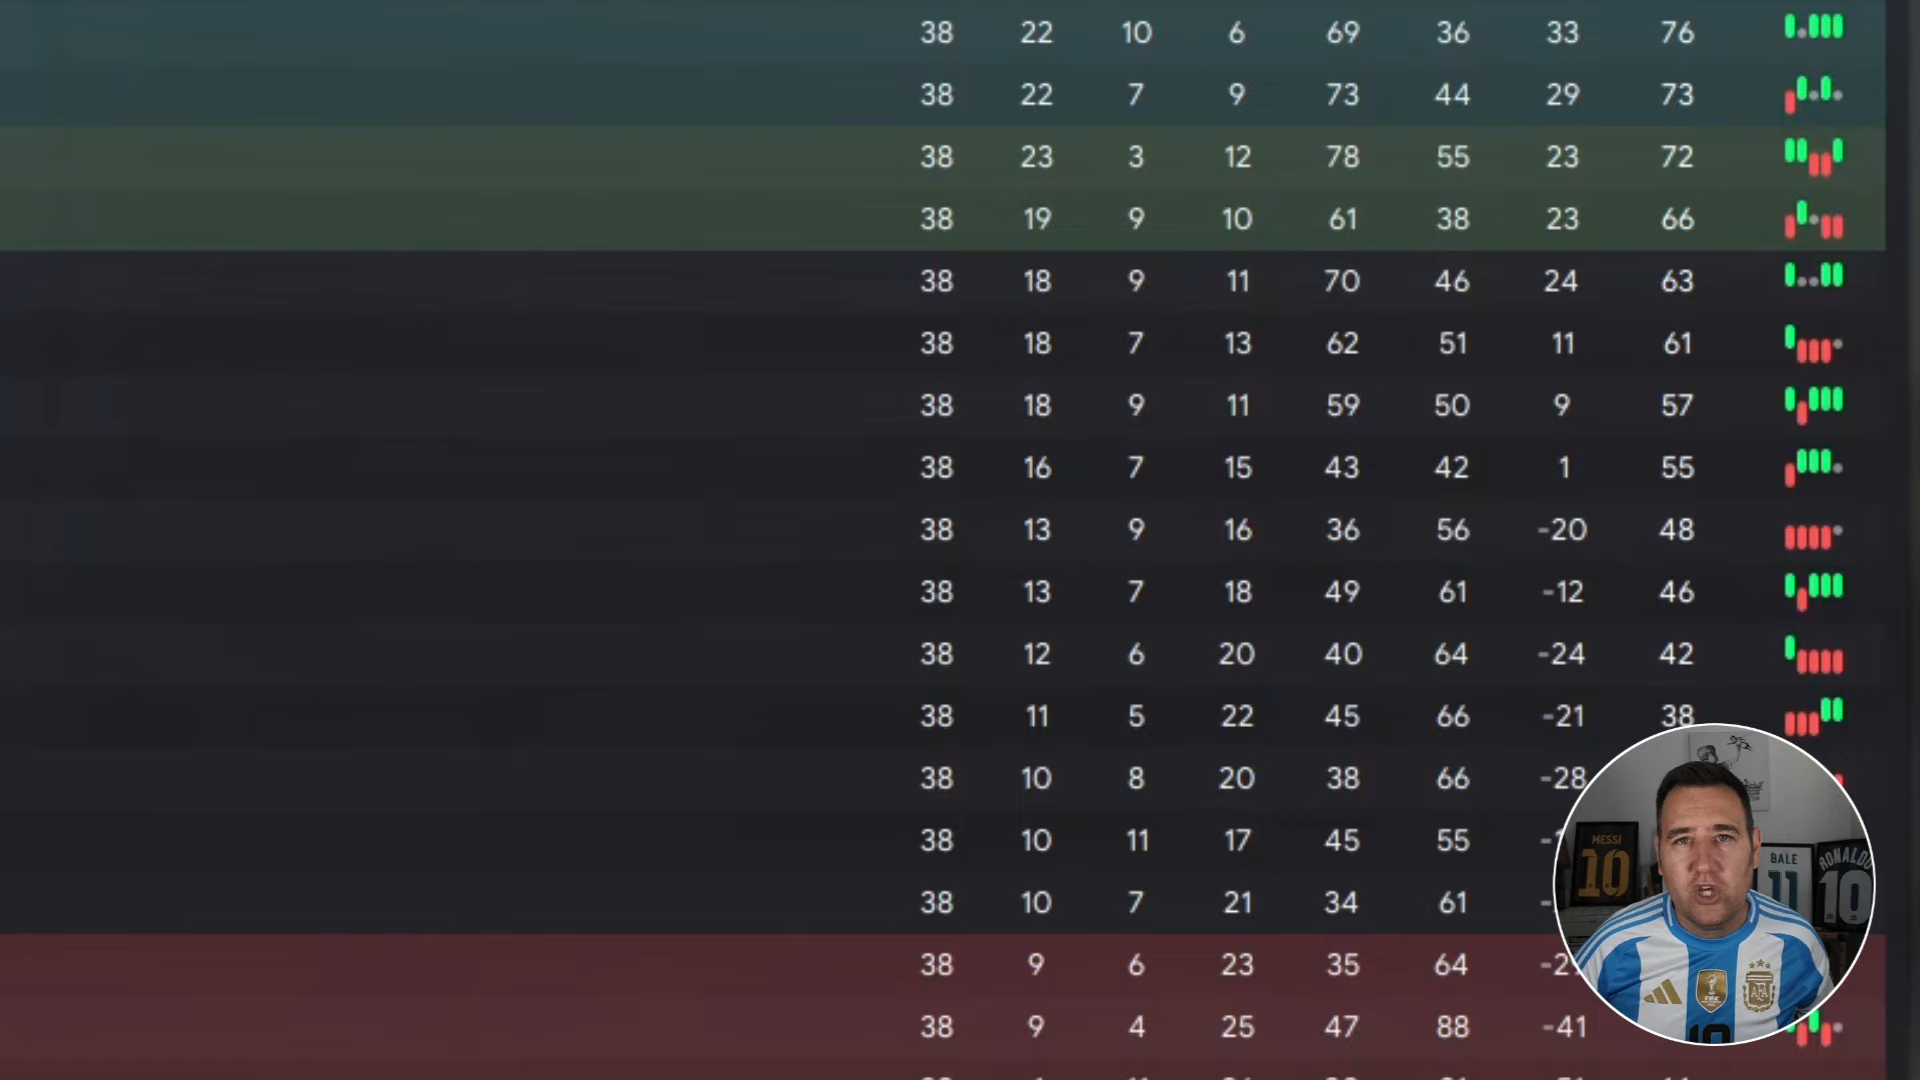 38 22 10 6 69 36 33 76
38 22 7 9 73 44 29 73
38 23 3 12 78 55 23 72
38 19 9 10 61 38 23 66
38 18 9 11 70 46 24 63
38 18 7 13 62 51 11 61
38 18 9 11 59 50 9 57
38 16 7 15 43 42 1 55
38 13 9 16 36 56 -20 48
38 13 7 18 49 61 -12 46
38 12 6 20 40 64 -24 42
38 11 5 22 45 66 -21 38
38 10 8 20 38 66 -28
38 10 11 17 45 55
38 10 7 21 34 61
38 9 6 23 35 64
38 9 4 25 47 88 -41
MESSI
10
BALE
11
RONALDO
10
AFA
10